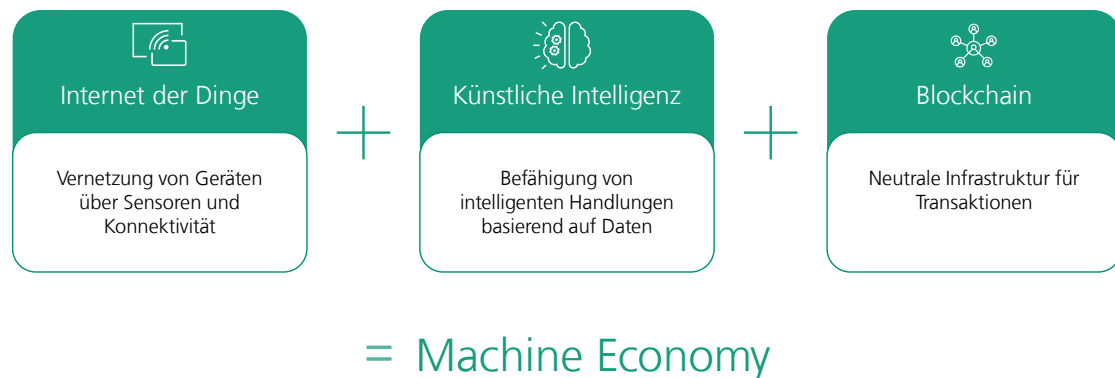 Internet der Dinge
Vernetzung von Geräten
über Sensoren und
Konnektivität
+
Künstliche Intelligenz
Befähigung von
intelligenten Handlungen
basierend auf Daten
+
Blockchain
Neutrale Infrastruktur für
Transaktionen
= Machine Economy